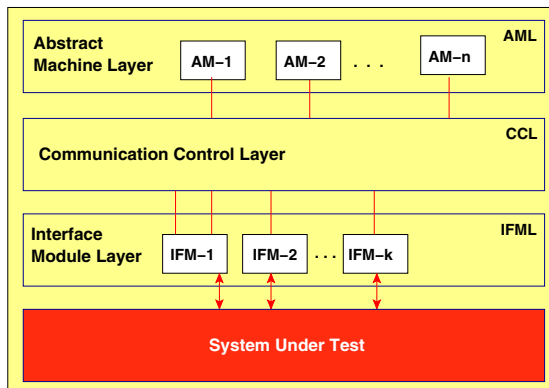 Abstract
Machine Layer
AM–1
AM–2
. . .
AM–n
AML
Communication Control Layer
CCL
Interface
Module Layer
IFM–1
IFM–2
. . .
IFM–k
IFML
System Under Test